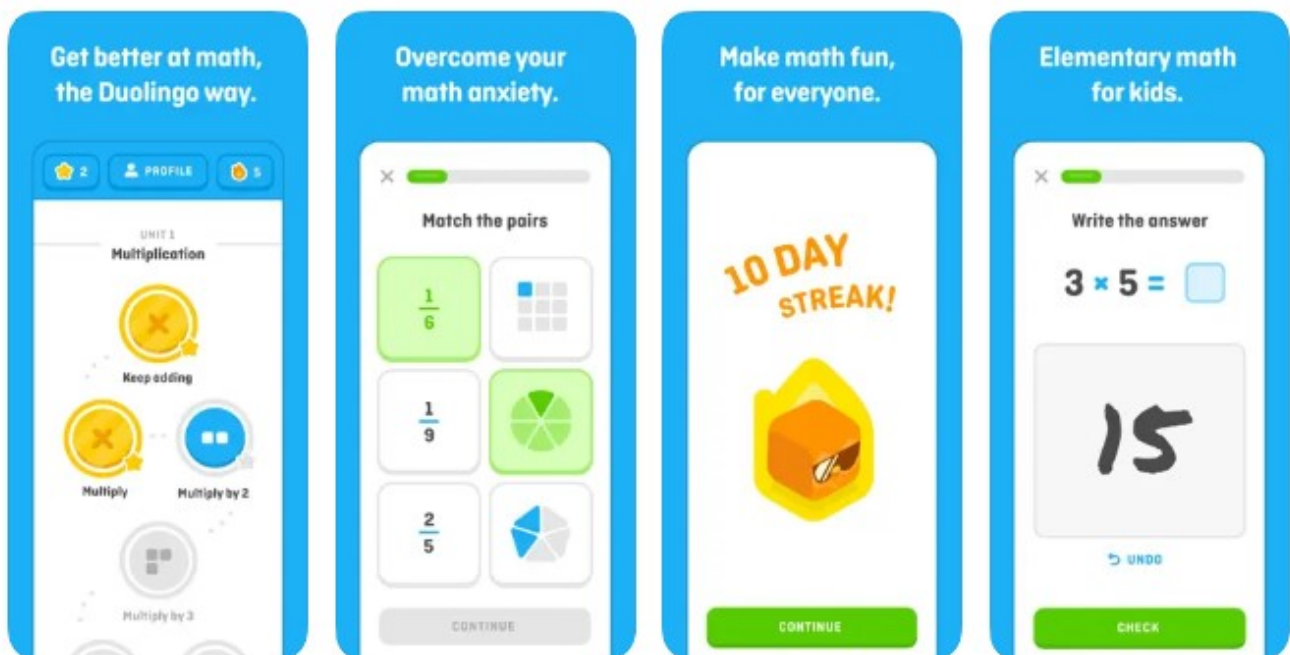 Get better at math,
the Duolingo way.
2
PROFILE
5
UNIT 1
Multiplication
Keep adding
Multiply
Multiply by 2
Multiply by 3
Overcome your
math anxiety.
Match the pairs
1
6
1
9
2
5
CONTINUE
Make math fun,
for everyone.
10 DAY
STREAK!
CONTINUE
Elementary math
for kids.
Write the answer
3 × 5 =
15
UNDO
CHECK